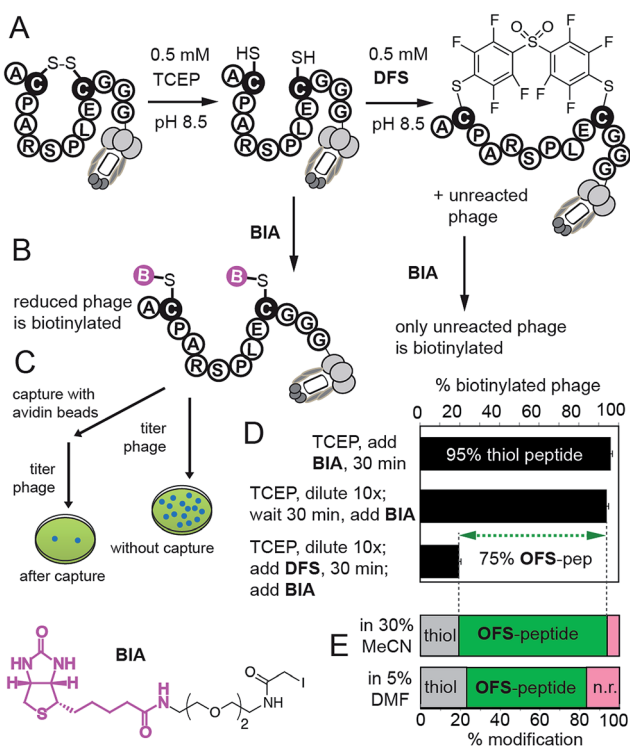 A
0.5 mM
TCEP
pH 8.5
0.5 mM
DFS
pH 8.5
S-S
A C P A R S P L E C G G G
HS
SH
A C P A R S P L E C G G G
F F F F F F F F
O O
S
S S
A C P A R S P L E C G G G
+ unreacted
phage
BIA
BIA
only unreacted phage
is biotinylated
B
reduced phage
is biotinylated
B S
B S
A C P A R S P L E C G G G
C
capture with
avidin beads
titer
phage
titer
phage
after capture
without capture
D
% biotinylated phage
0 20 40 60 80 100
TCEP, add
BIA, 30 min
95% thiol peptide
TCEP, dilute 10x;
wait 30 min, add BIA
TCEP, dilute 10x;
add DFS, 30 min;
add BIA
75% OFS-pep
E
in 30%
MeCN
thiol OFS-peptide
in 5%
DMF
thiol OFS-peptide n.r.
0 20 40 60 80 100
% modification
BIA
O
HN NH
H H
S
O
H
N
O
2
O
NH
I